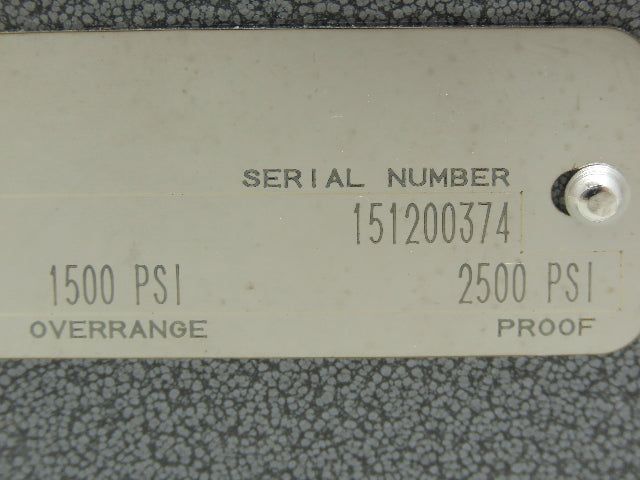 SERIAL NUMBER
151200374
1500 PSI 2500 PSI
OVERRANGE PROOF